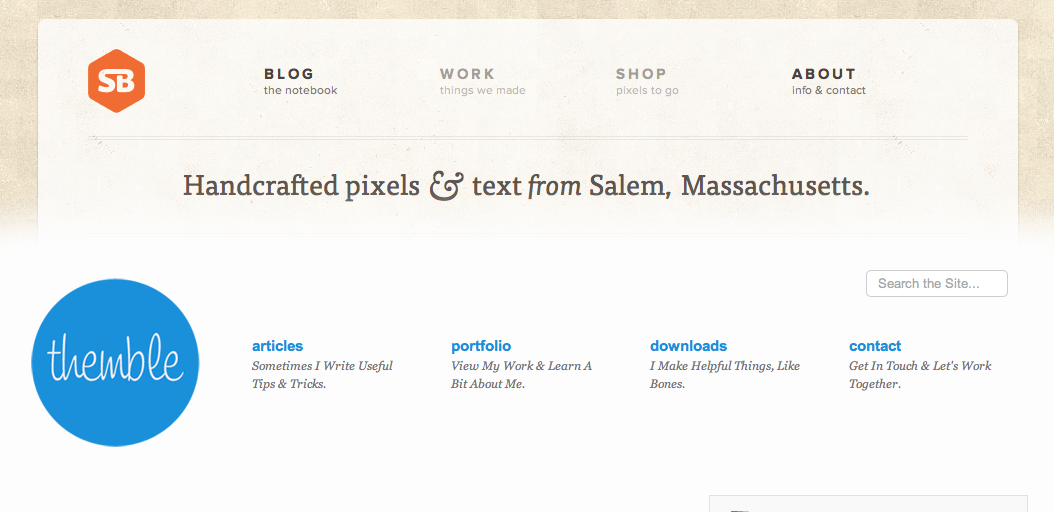 SB
BLOG
the notebook
WORK
things we made
SHOP
pixels to go
ABOUT
info & contact
Handcrafted pixels & text from Salem, Massachusetts.
Search the Site...
themble
articles
Sometimes I Write Useful
Tips & Tricks.
portfolio
View My Work & Learn A
Bit About Me.
downloads
I Make Helpful Things, Like
Bones.
contact
Get In Touch & Let's Work
Together.